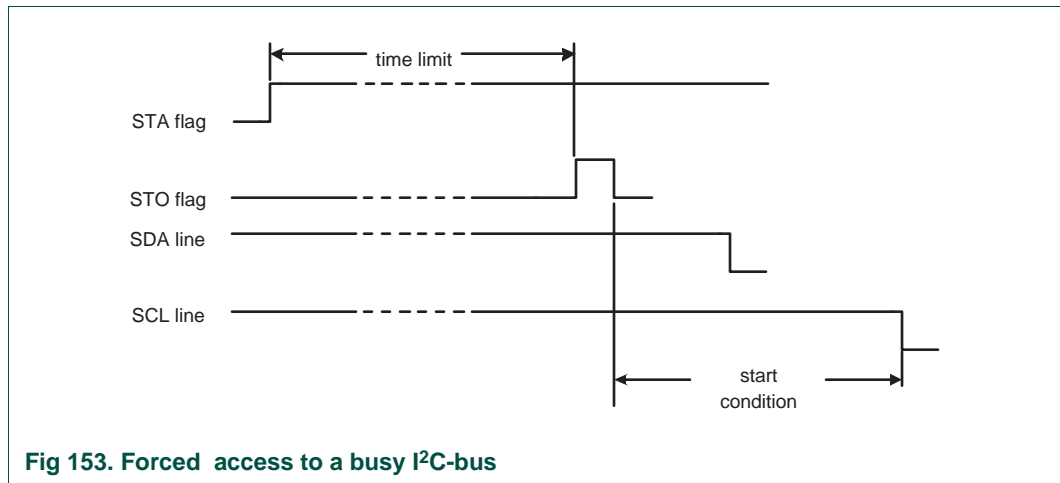 time limit
STA flag
STO flag
SDA line
SCL line
start
condition
Fig 153. Forced access to a busy I²C-bus